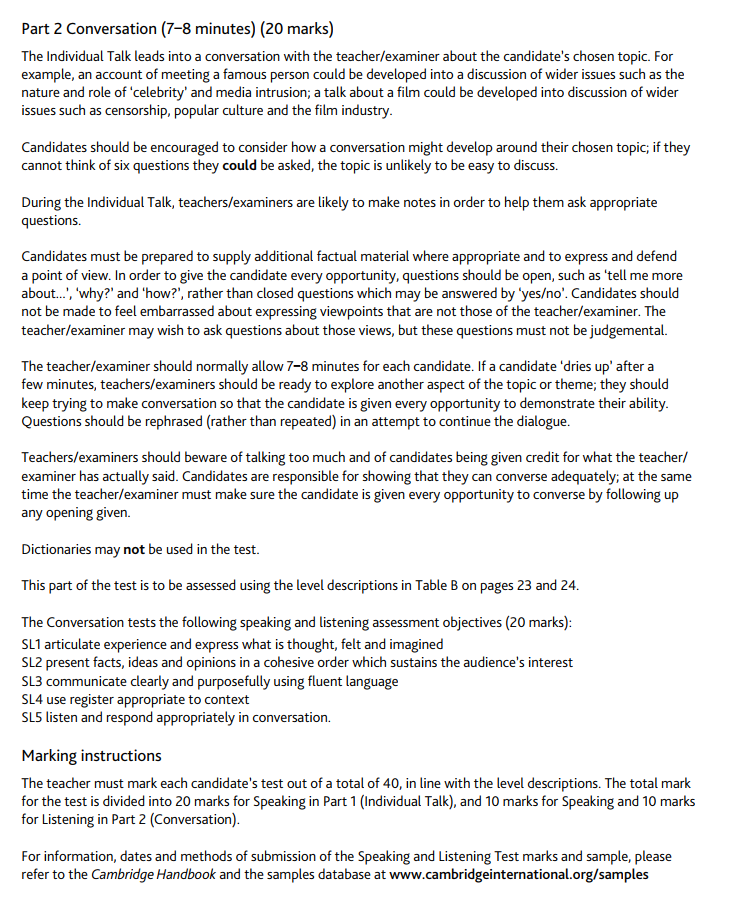 Part 2 Conversation (7–8 minutes) (20 marks)
The Individual Talk leads into a conversation with the teacher/examiner about the candidate's chosen topic. For
example, an account of meeting a famous person could be developed into a discussion of wider issues such as the
nature and role of 'celebrity' and media intrusion; a talk about a film could be developed into discussion of wider
issues such as censorship, popular culture and the film industry.
Candidates should be encouraged to consider how a conversation might develop around their chosen topic; if they
cannot think of six questions they could be asked, the topic is unlikely to be easy to discuss.
During the Individual Talk, teachers/examiners are likely to make notes in order to help them ask appropriate
questions.
Candidates must be prepared to supply additional factual material where appropriate and to express and defend
a point of view. In order to give the candidate every opportunity, questions should be open, such as 'tell me more
about…', 'why?' and 'how?', rather than closed questions which may be answered by 'yes/no'. Candidates should
not be made to feel embarrassed about expressing viewpoints that are not those of the teacher/examiner. The
teacher/examiner may wish to ask questions about those views, but these questions must not be judgemental.
The teacher/examiner should normally allow 7–8 minutes for each candidate. If a candidate 'dries up' after a
few minutes, teachers/examiners should be ready to explore another aspect of the topic or theme; they should
keep trying to make conversation so that the candidate is given every opportunity to demonstrate their ability.
Questions should be rephrased (rather than repeated) in an attempt to continue the dialogue.
Teachers/examiners should beware of talking too much and of candidates being given credit for what the teacher/
examiner has actually said. Candidates are responsible for showing that they can converse adequately; at the same
time the teacher/examiner must make sure the candidate is given every opportunity to converse by following up
any opening given.
Dictionaries may not be used in the test.
This part of the test is to be assessed using the level descriptions in Table B on pages 23 and 24.
The Conversation tests the following speaking and listening assessment objectives (20 marks):
SL1 articulate experience and express what is thought, felt and imagined
SL2 present facts, ideas and opinions in a cohesive order which sustains the audience's interest
SL3 communicate clearly and purposefully using fluent language
SL4 use register appropriate to context
SL5 listen and respond appropriately in conversation.
Marking instructions
The teacher must mark each candidate's test out of a total of 40, in line with the level descriptions. The total mark
for the test is divided into 20 marks for Speaking in Part 1 (Individual Talk), and 10 marks for Speaking and 10 marks
for Listening in Part 2 (Conversation).
For information, dates and methods of submission of the Speaking and Listening Test marks and sample, please
refer to the Cambridge Handbook and the samples database at www.cambridgeinternational.org/samples